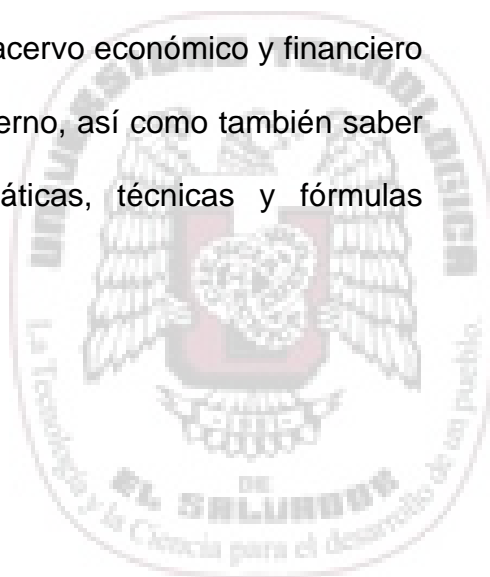 acervo económico y financiero
erno, así como también saber
áticas, técnicas y fórmulas
UNIVERSIDAD TECNOLOGICA
DE
EL SALVADOR
La Tecnología y la Ciencia para el desarrollo de un pueblo.